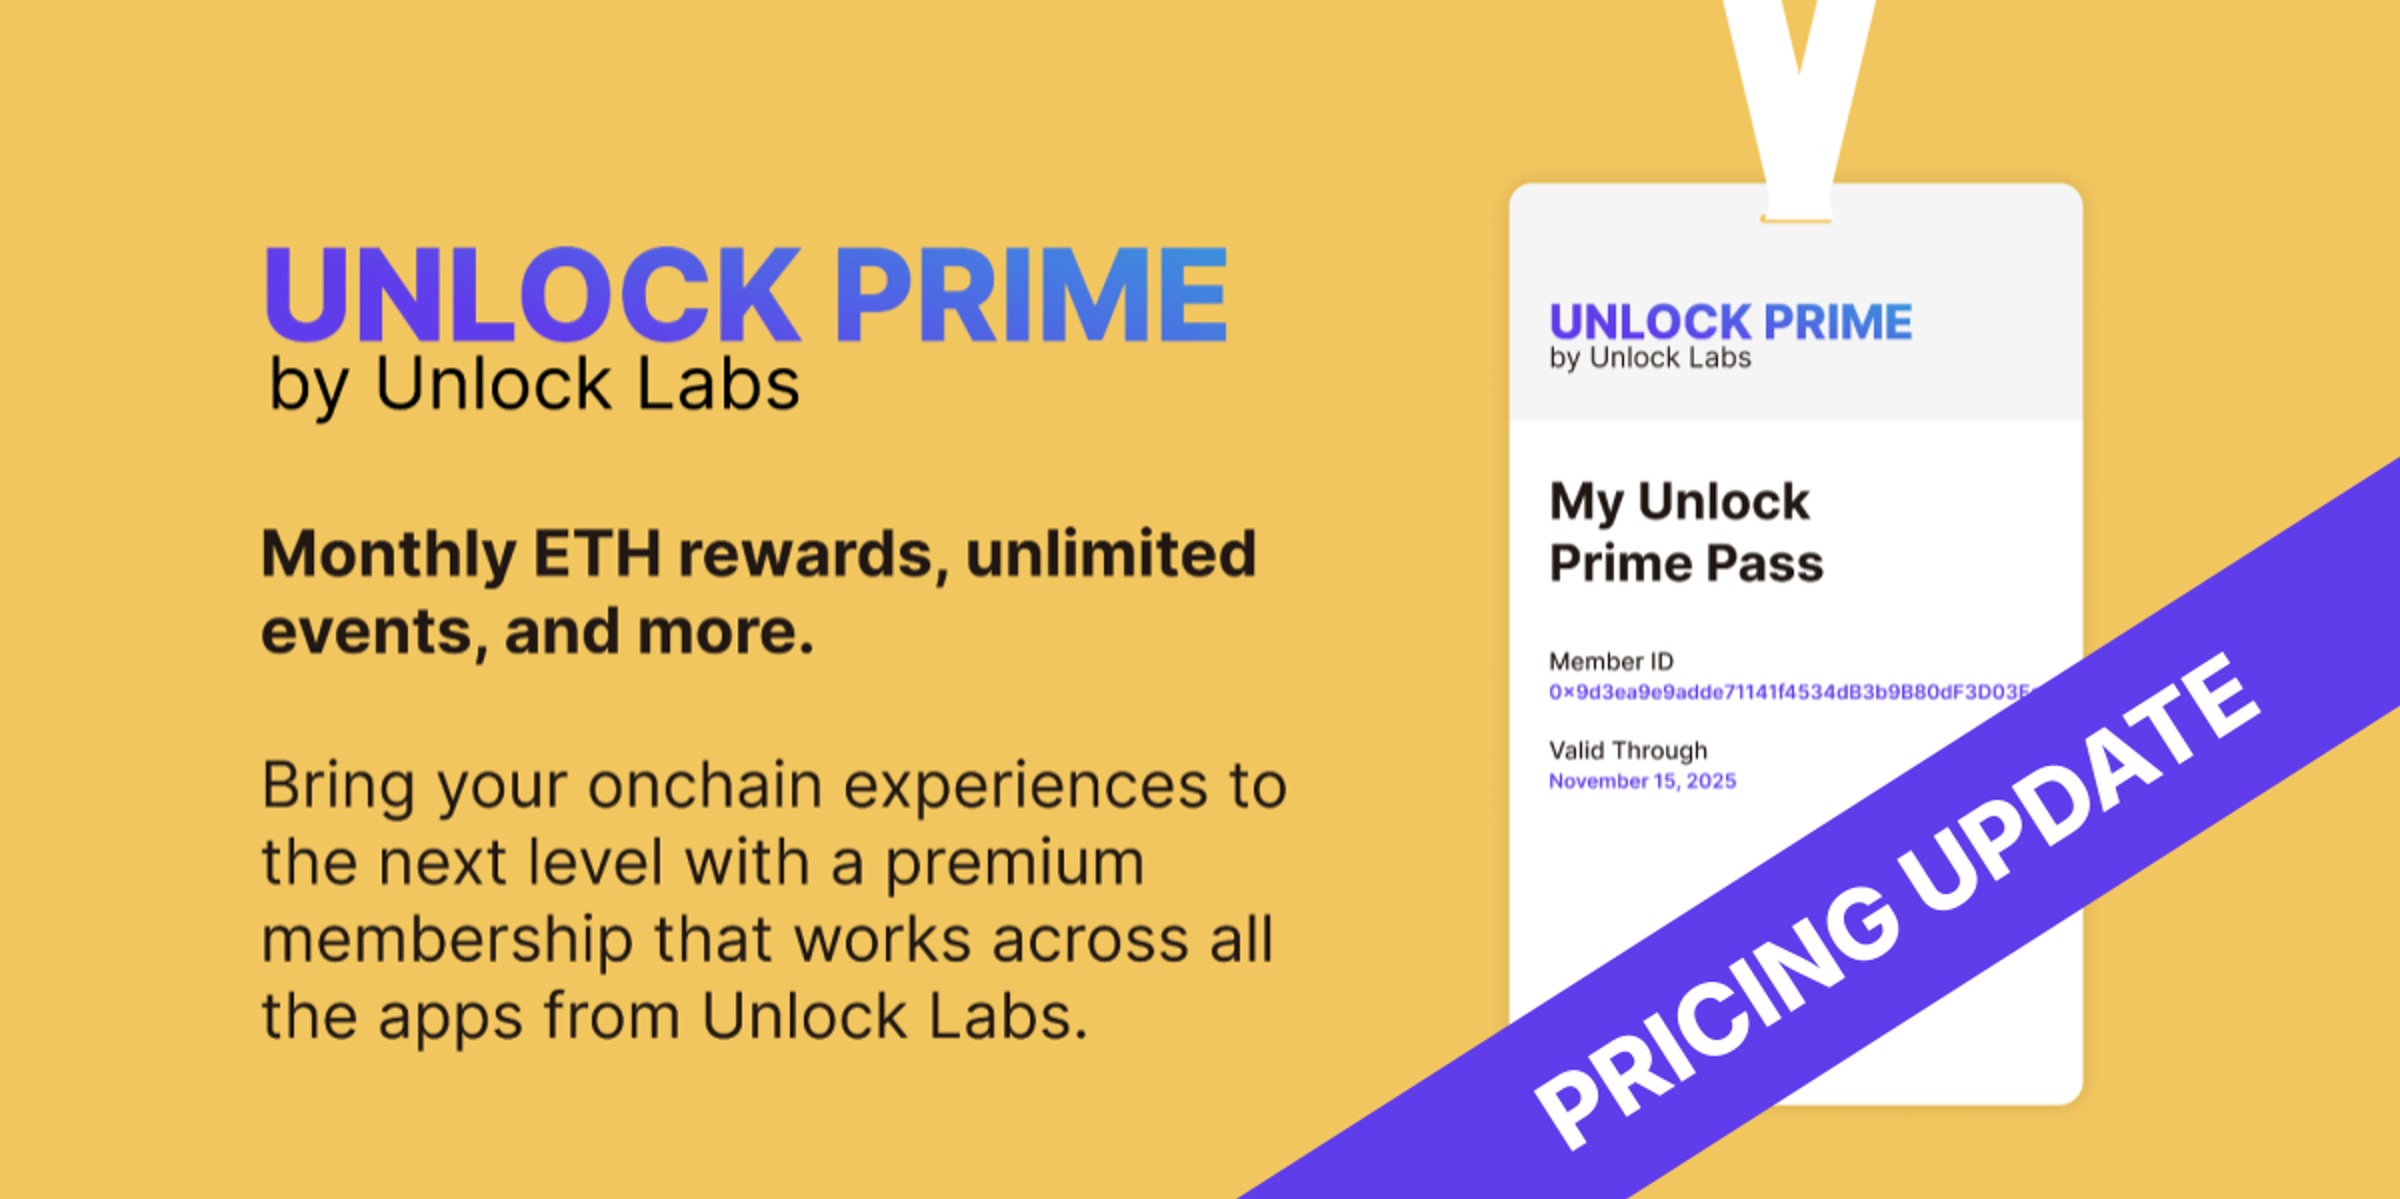 UNLOCK PRIME
by Unlock Labs
Monthly ETH rewards, unlimited
events, and more.
Bring your onchain experiences to
the next level with a premium
membership that works across all
the apps from Unlock Labs.
UNLOCK PRIME
by Unlock Labs
My Unlock
Prime Pass
Member ID
0×9d3ea9e9adde71141f4534dB3b9B80dF3D03E
Valid Through
November 15, 2025
PRICING UPDATE